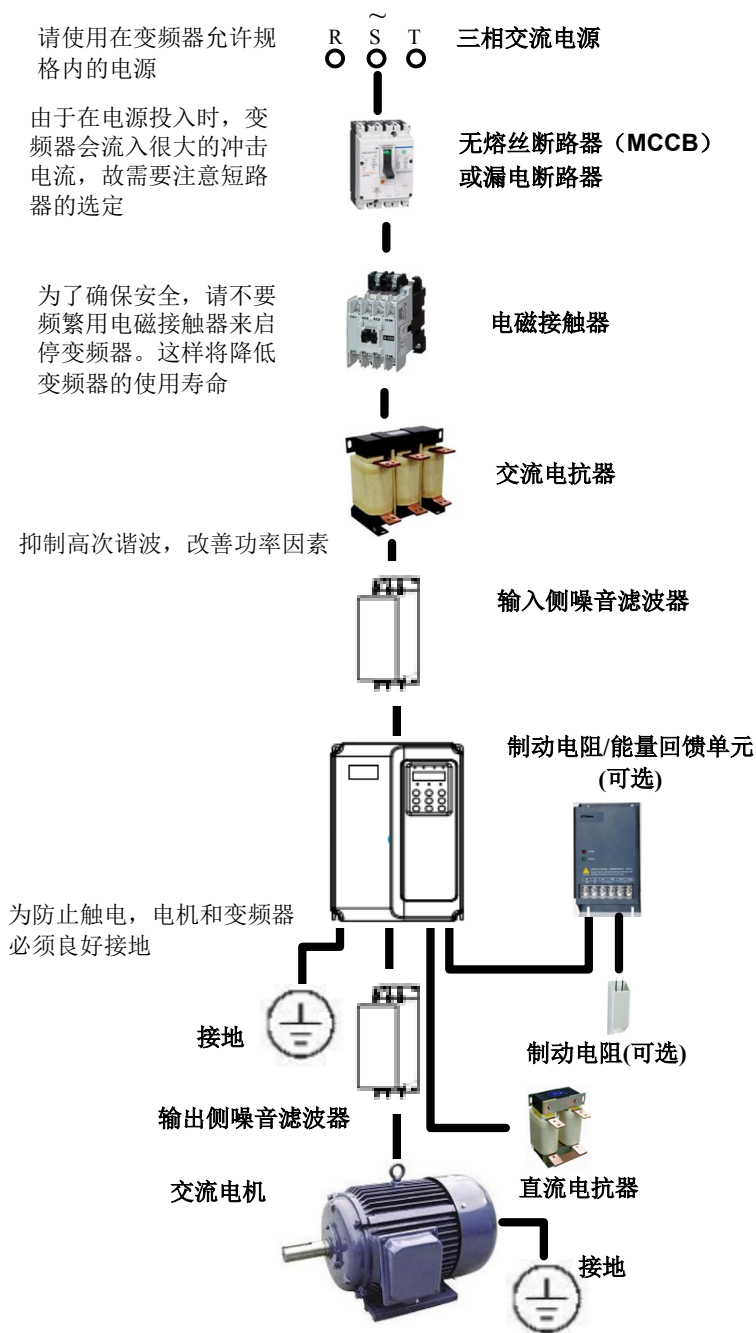 请使用在变频器允许规
格内的电源
~
R S T
三相交流电源
由于在电源投入时，变
频器会流入很大的冲击
电流，故需要注意短路
器的选定
无熔丝断路器（MCCB）
或漏电断路器
为了确保安全，请不要
频繁用电磁接触器来启
停变频器。这样将降低
变频器的使用寿命
电磁接触器
交流电抗器
抑制高次谐波，改善功率因素
输入侧噪音滤波器
制动电阻/能量回馈单元
(可选)
为防止触电，电机和变频器
必须良好接地
接地
制动电阻(可选)
输出侧噪音滤波器
交流电机
直流电抗器
接地